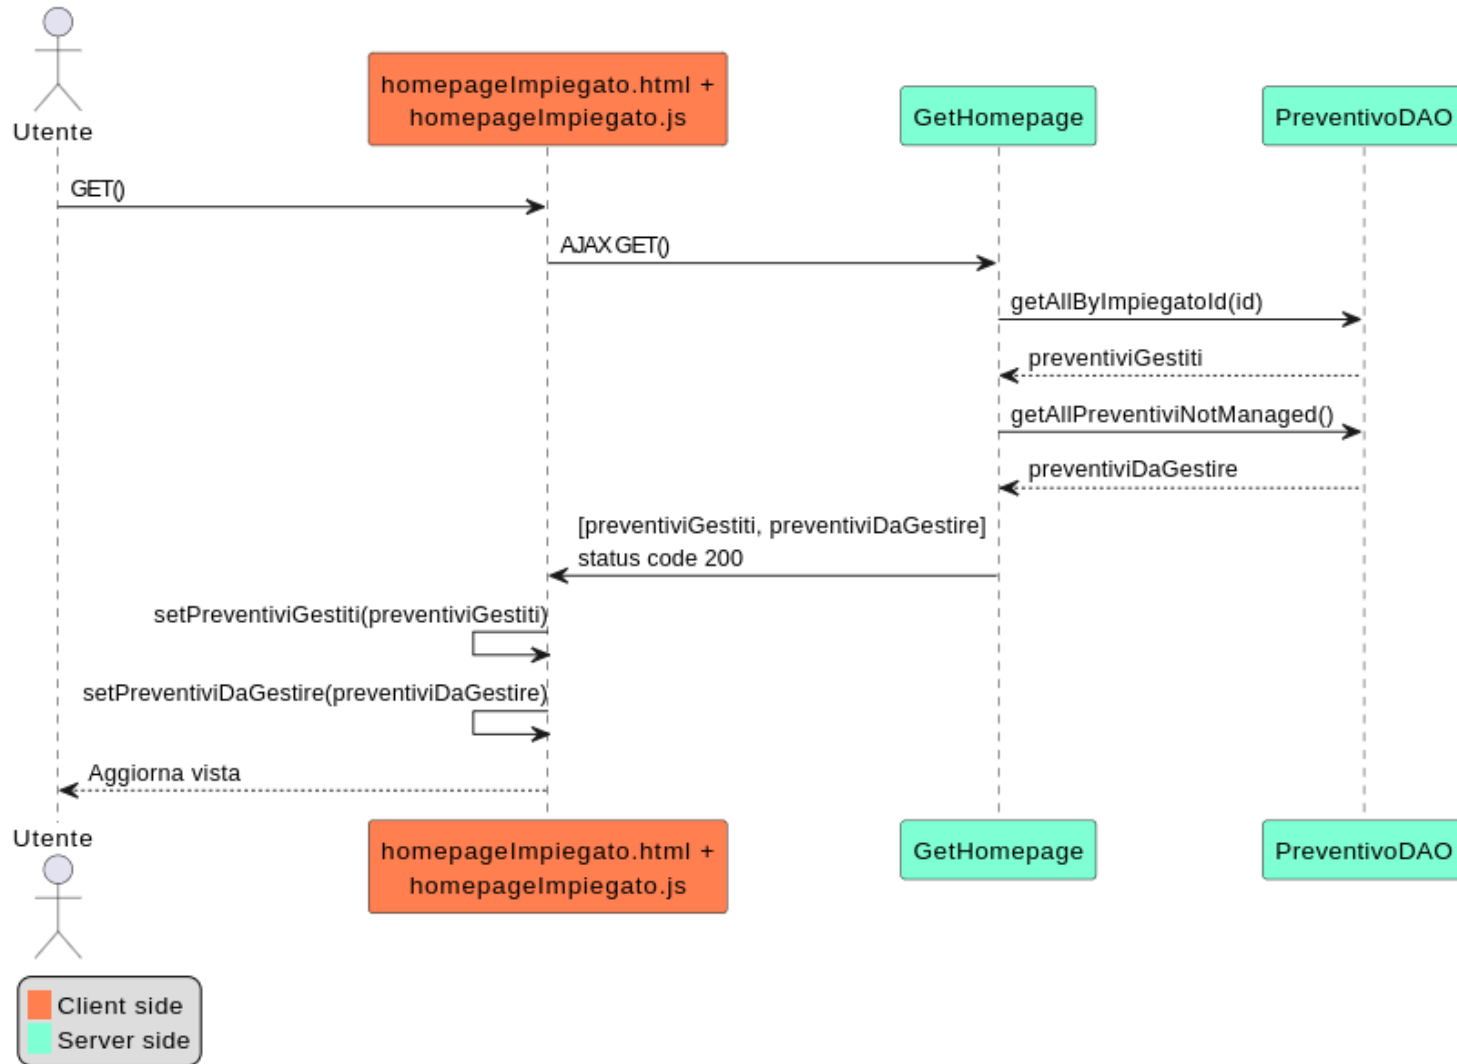 Utente
homepageImpiegato.html +
homepageImpiegato.js
GetHomepage
PreventivoDAO
GET()
AJAX GET()
getAllByImpiegatoId(id)
preventiviGestiti
getAllPreventiviNotManaged()
preventiviDaGestire
[preventiviGestiti, preventiviDaGestire]
status code 200
setPreventiviGestiti(preventiviGestiti)
setPreventiviDaGestire(preventiviDaGestire)
Aggiorna vista
Utente
homepageImpiegato.html +
homepageImpiegato.js
GetHomepage
PreventivoDAO
Client side
Server side